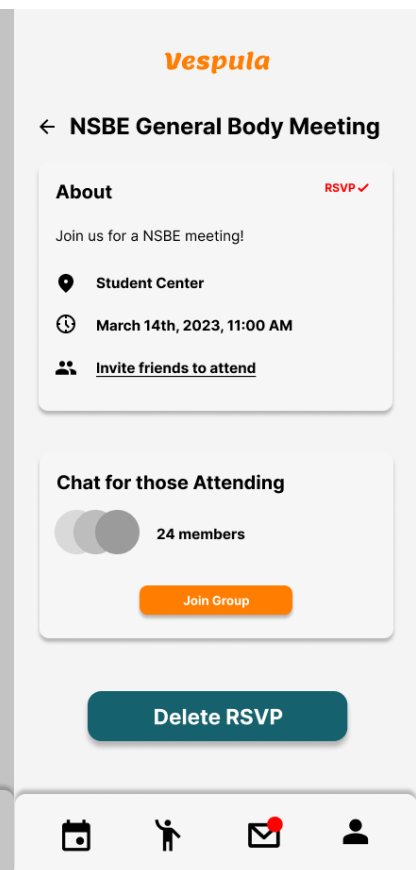 Vespula
NSBE General Body Meeting
About
RSVP
Join us for a NSBE meeting!
Student Center
March 14th, 2023, 11:00 AM
Invite friends to attend
Chat for those Attending
24 members
Join Group
Delete RSVP